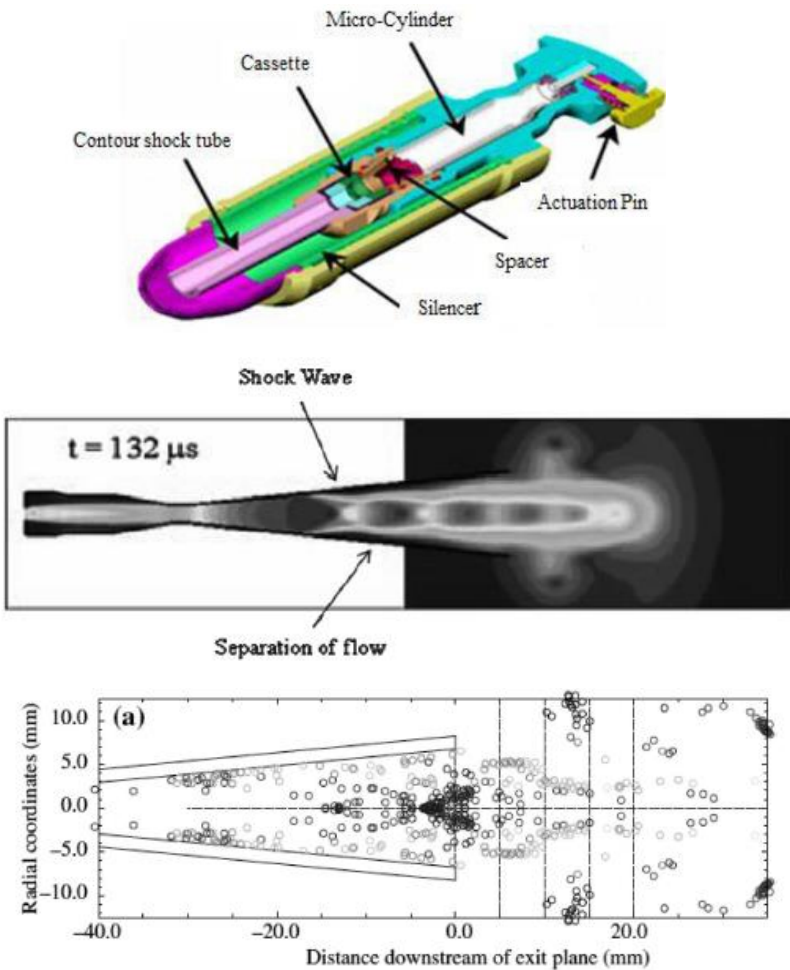 Micro-Cylinder
Cassette
Contour shock tube
Actuation Pin
Spacer
Silencer
Shock Wave
t = 132 μs
Separation of flow
(a)
10.0
5.0
0.0
−5.0
−10.0
Radial coordinates (mm)
−40.0 −20.0 0.0 20.0
Distance downstream of exit plane (mm)